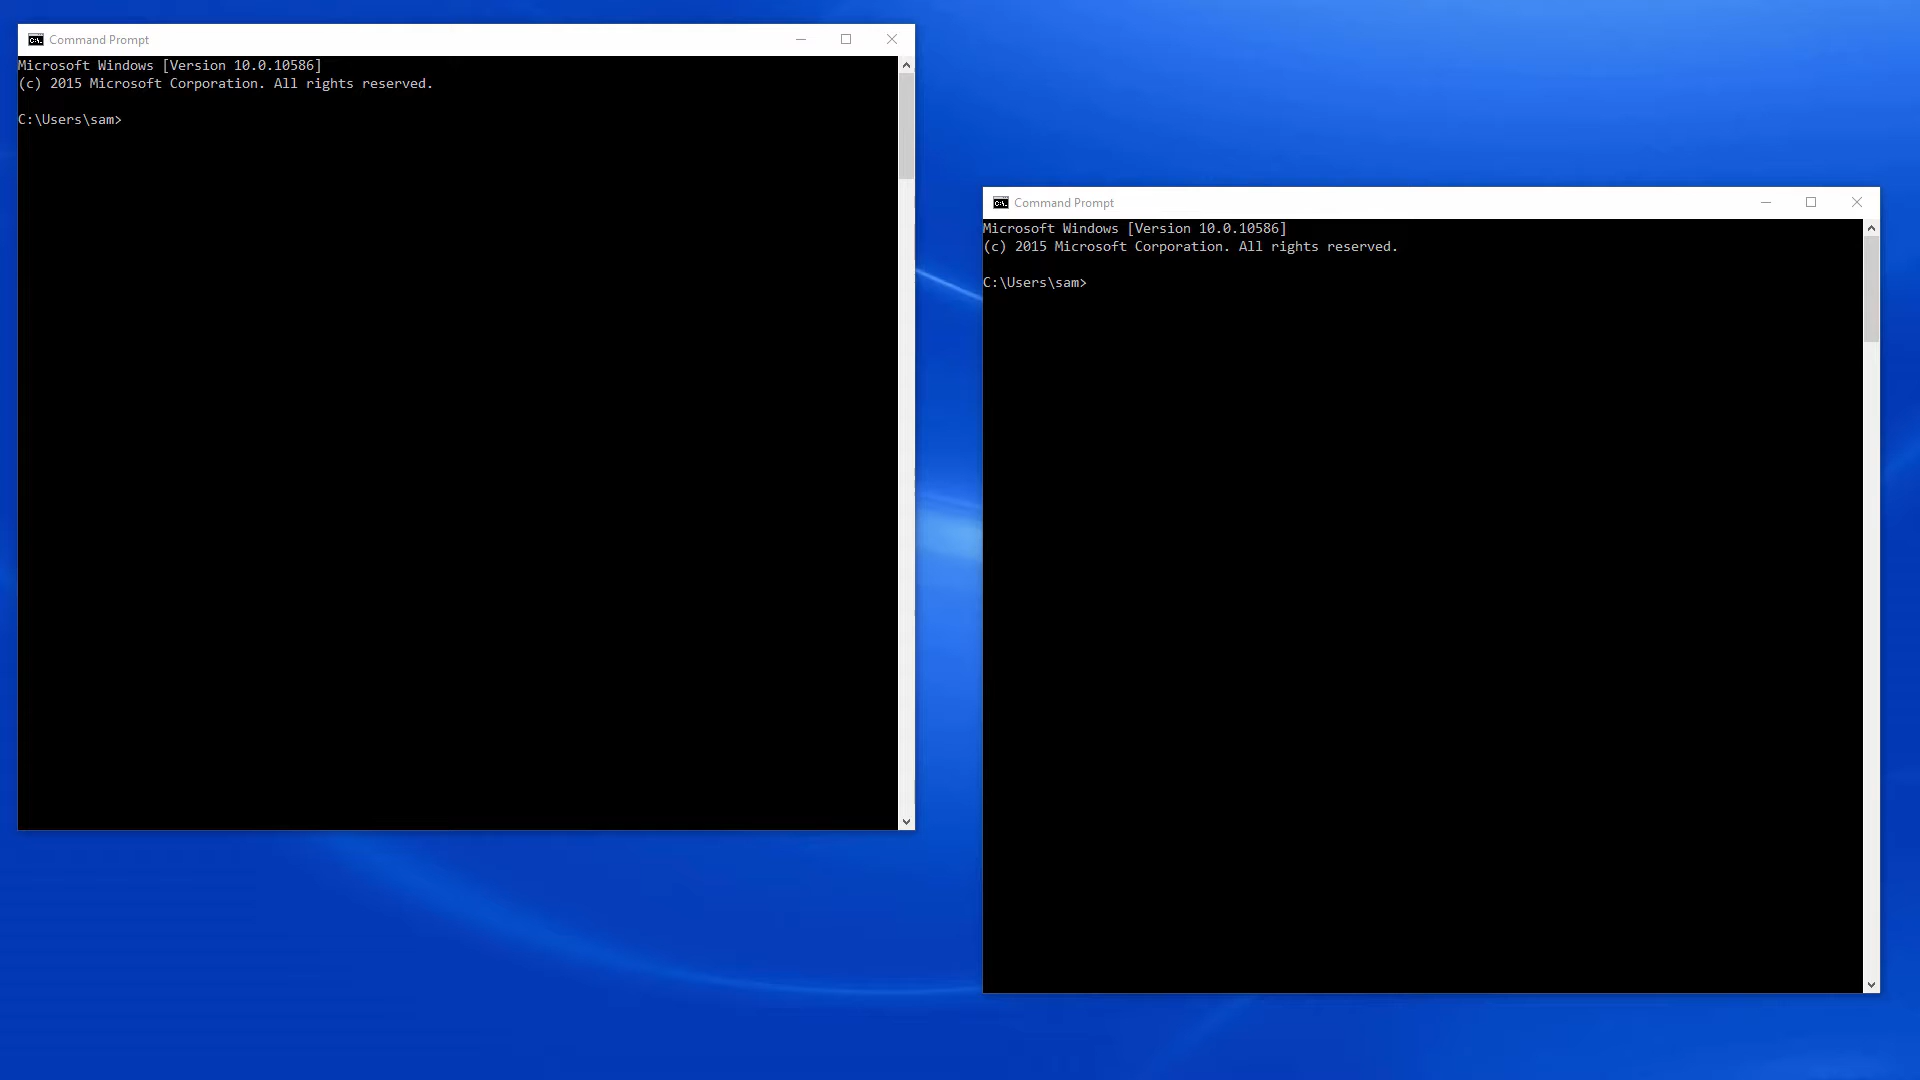 Command Prompt
Microsoft Windows [Version 10.0.10586]
(c) 2015 Microsoft Corporation. All rights reserved.
C:\Users\sam>
Command Prompt
Microsoft Windows [Version 10.0.10586]
(c) 2015 Microsoft Corporation. All rights reserved.
C:\Users\sam>